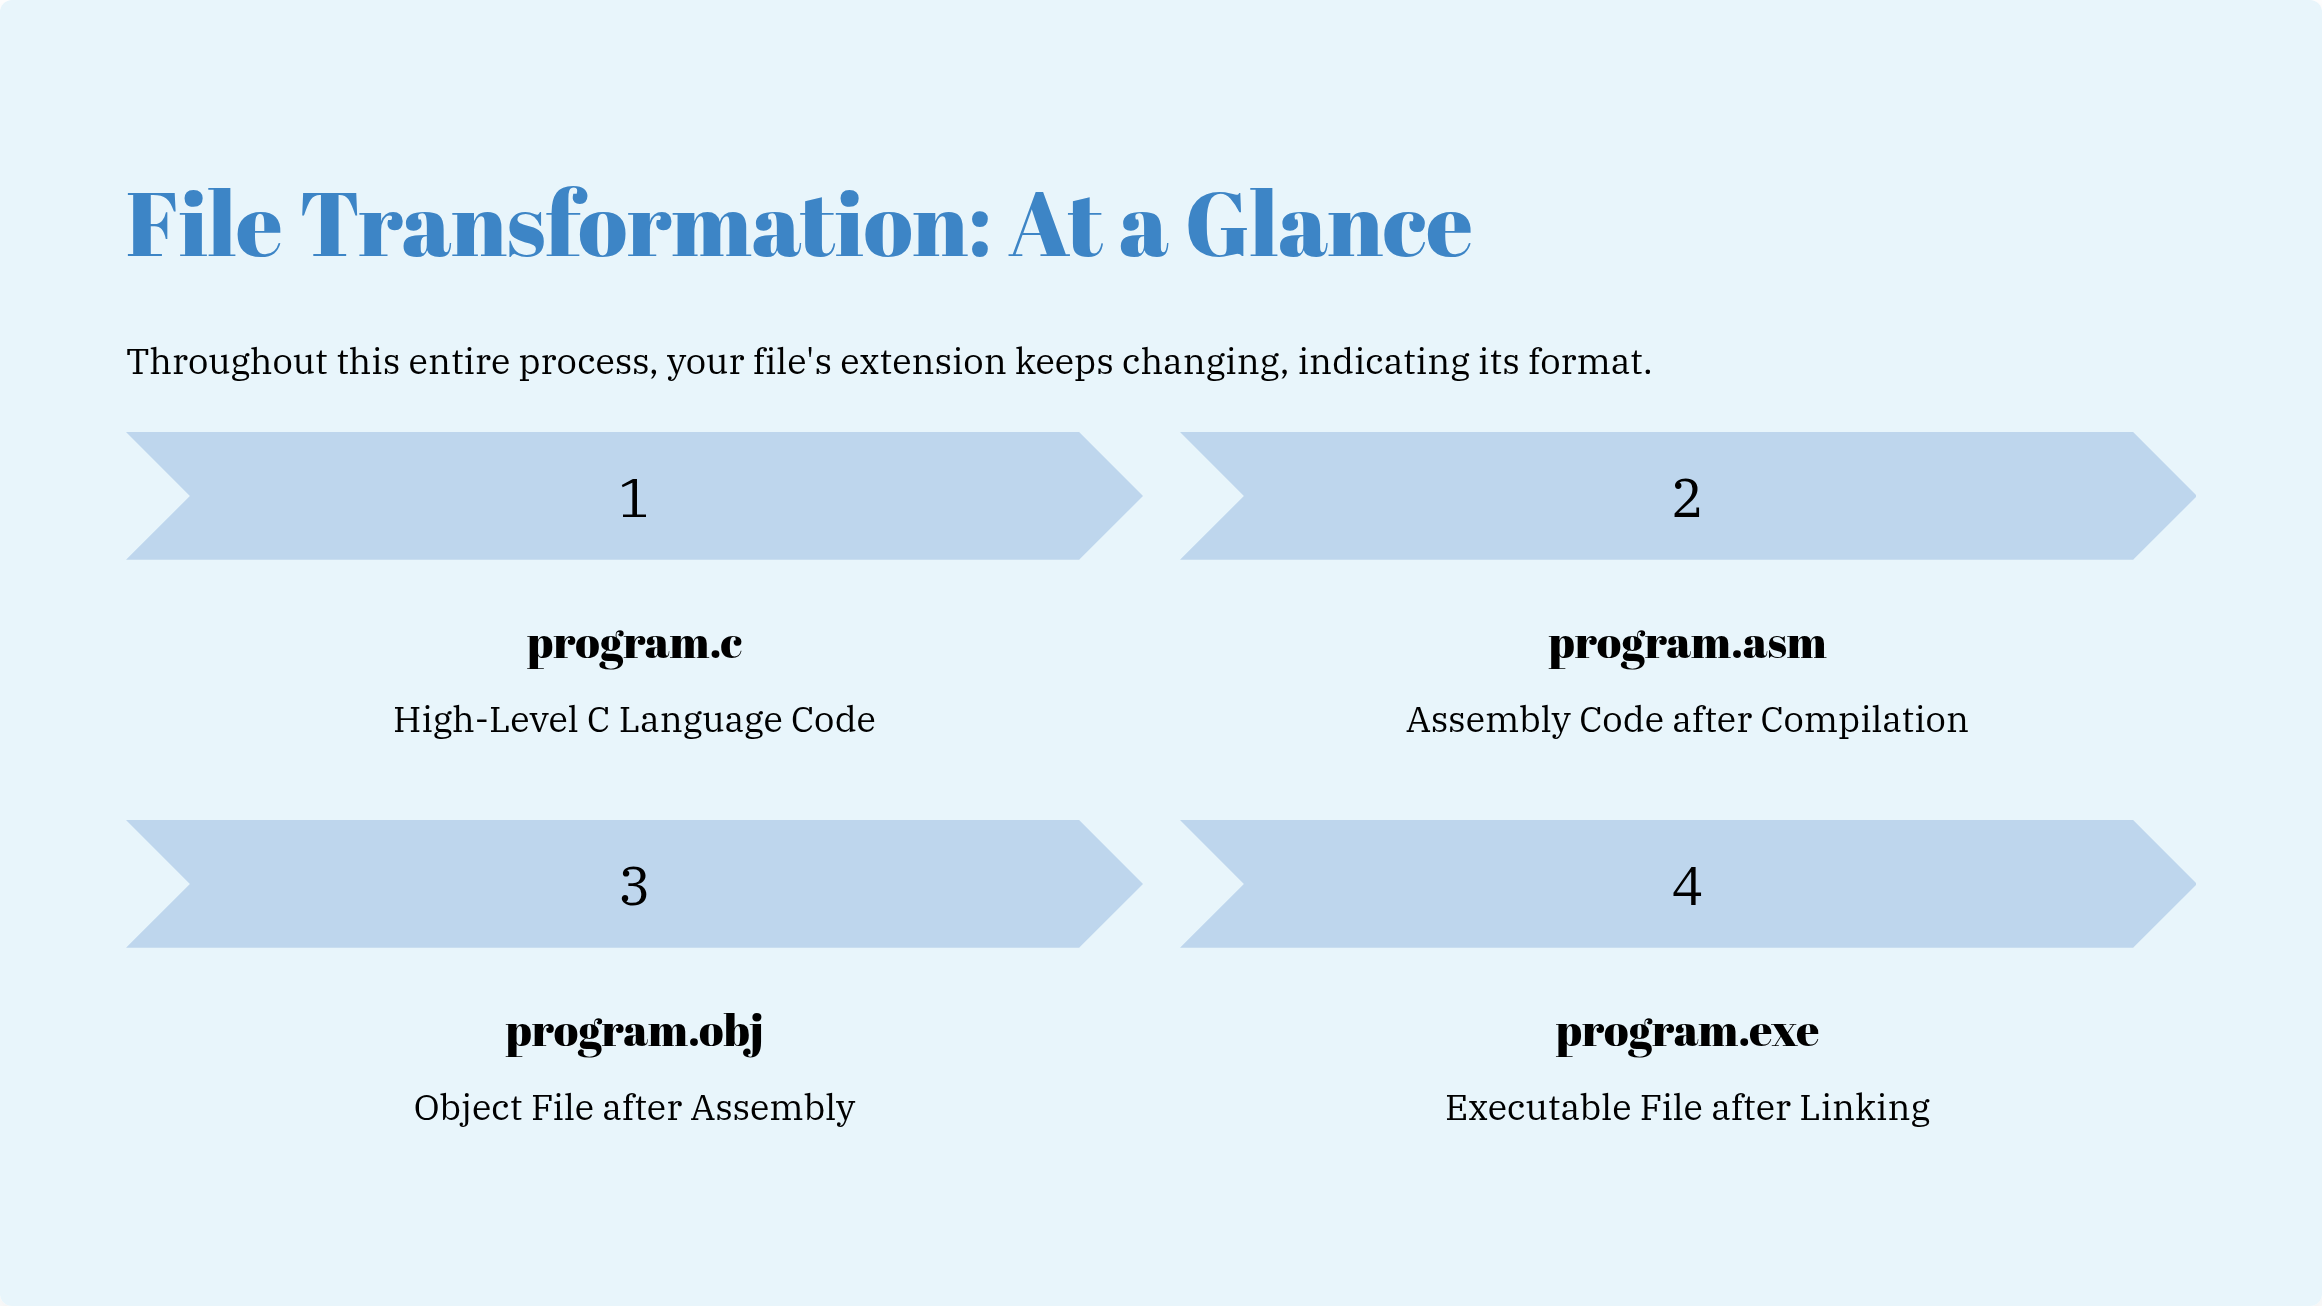 File Transformation: At a Glance
Throughout this entire process, your file's extension keeps changing, indicating its format.
1
program.c
High-Level C Language Code
2
program.asm
Assembly Code after Compilation
3
program.obj
Object File after Assembly
4
program.exe
Executable File after Linking